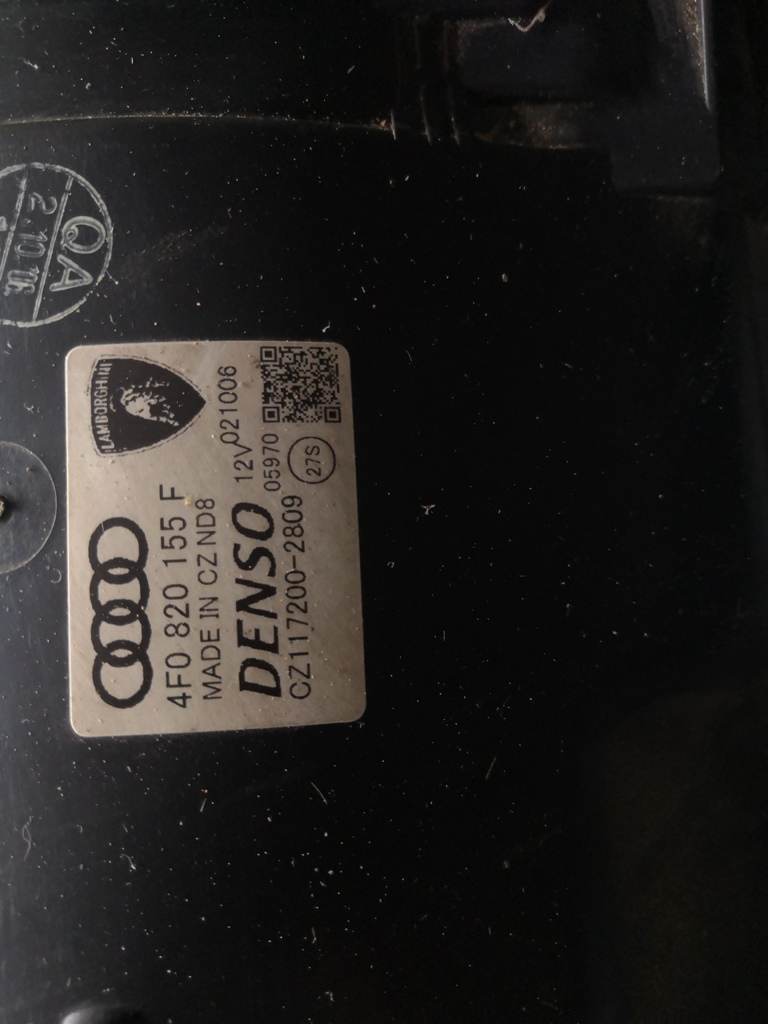 LAMBORGHINI
4F0 820 155 F
MADE IN CZ ND8
DENSO 12V 021006
CZ117200-2809 05970
27S
QA
2.10.06